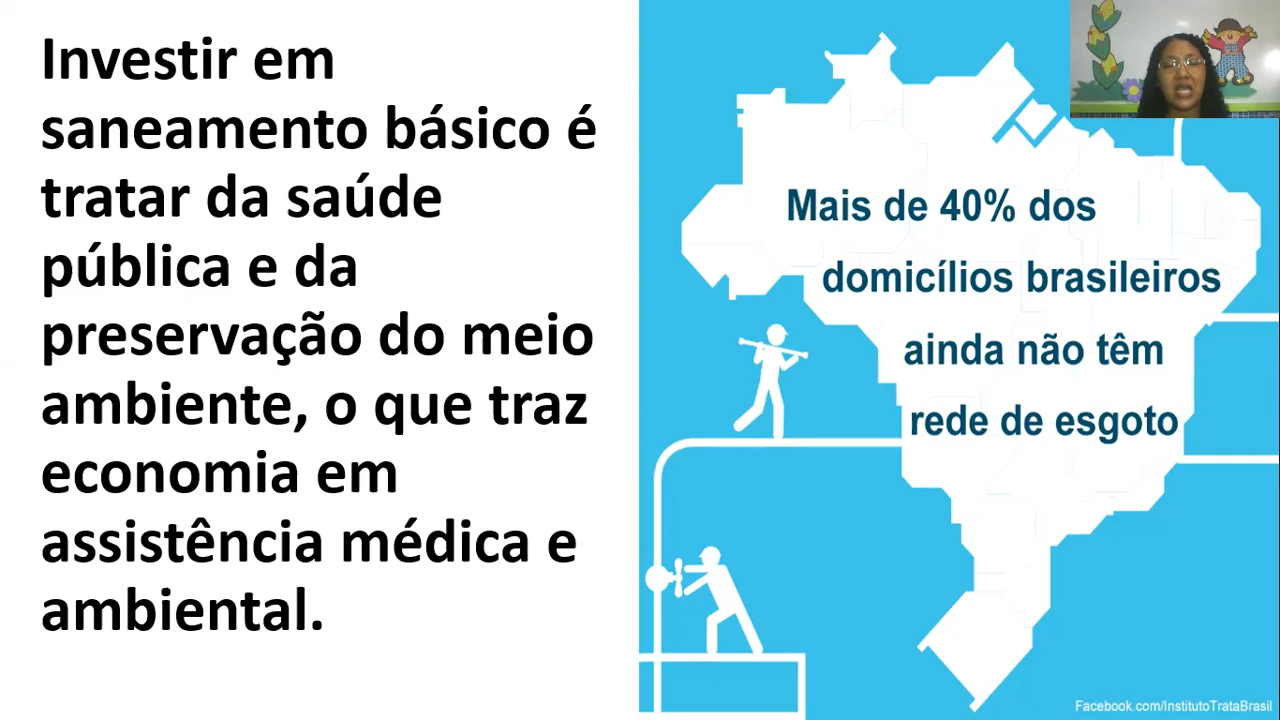 Investir em
saneamento básico é
tratar da saúde
pública e da
preservação do meio
ambiente, o que traz
economia em
assistência médica e
ambiental.
Mais de 40% dos
domicílios brasileiros
ainda não têm
rede de esgoto
Facebook.com/InstitutoTrataBrasil